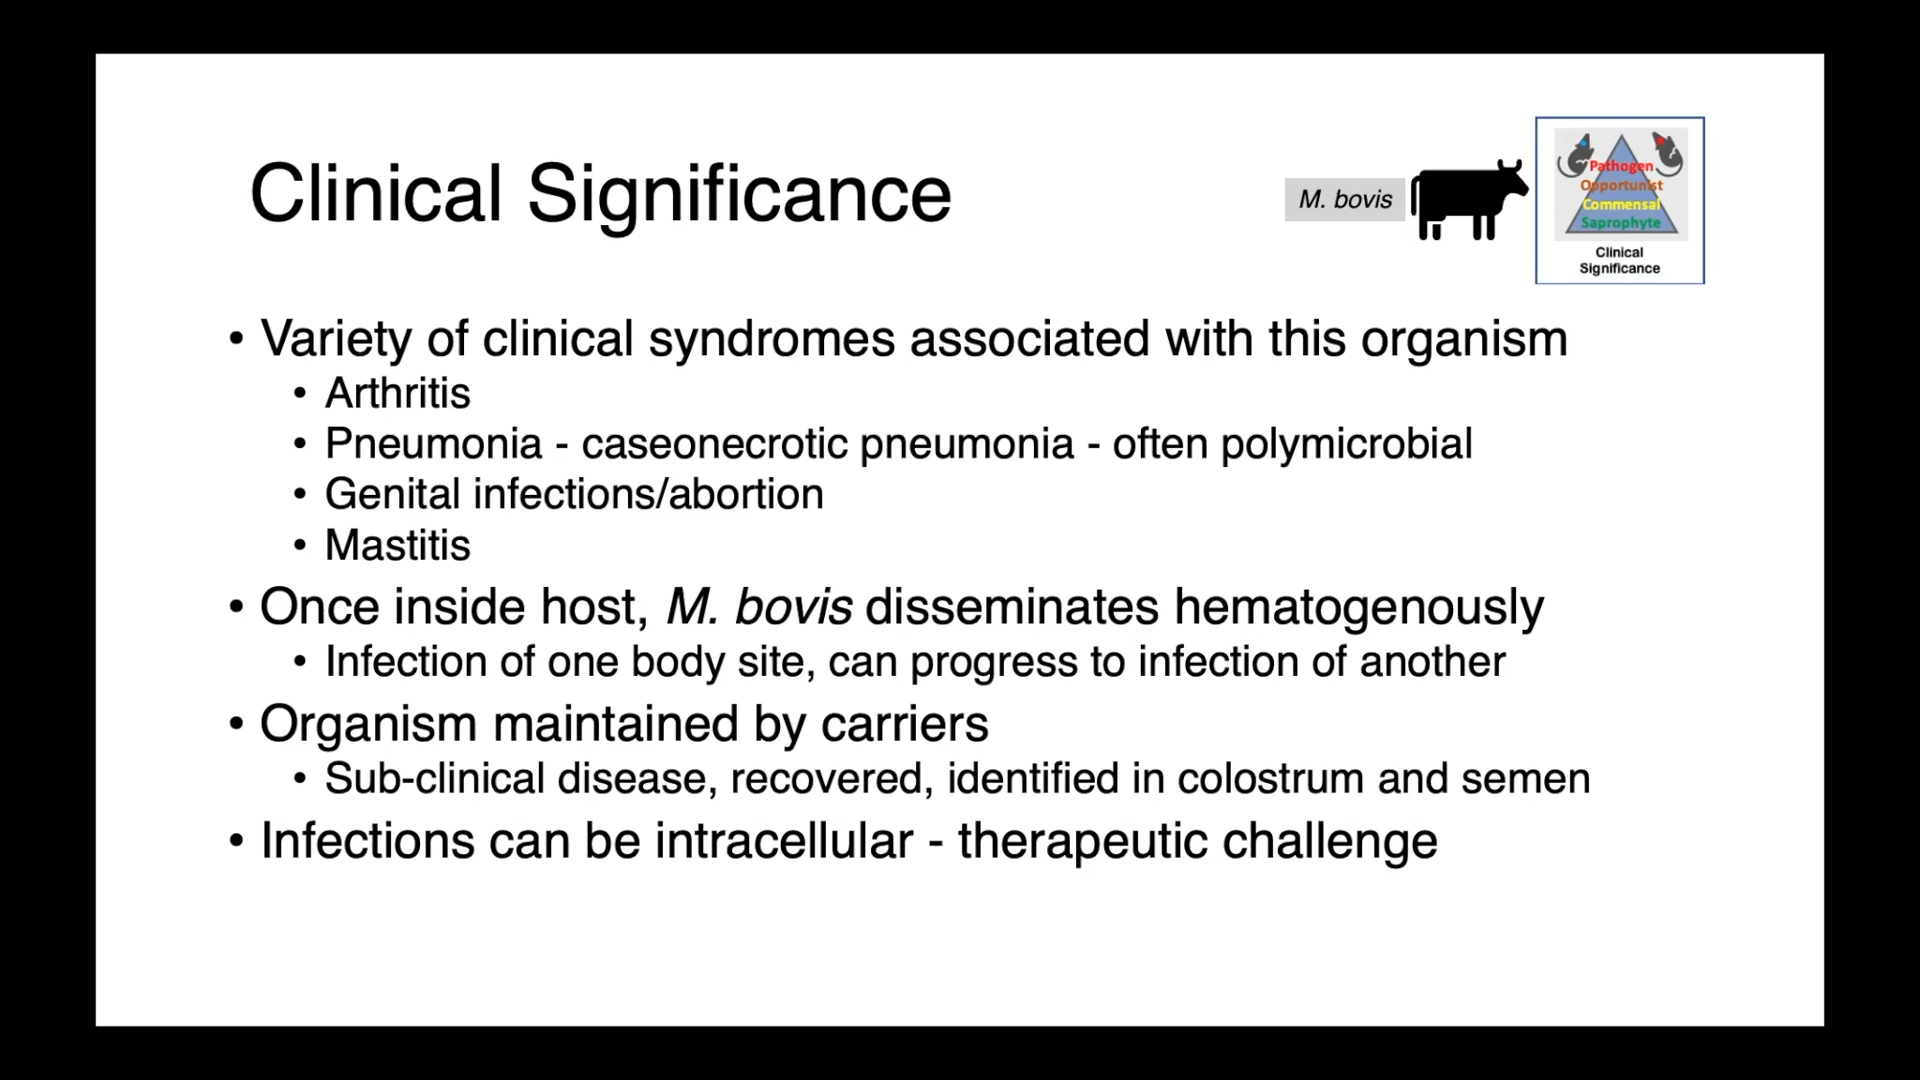 Clinical Significance
M. bovis
Pathogen
Opportunist
Commensal
Saprophyte
Clinical
Significance
• Variety of clinical syndromes associated with this organism
• Arthritis
• Pneumonia - caseonecrotic pneumonia - often polymicrobial
• Genital infections/abortion
• Mastitis
• Once inside host, M. bovis disseminates hematogenously
• Infection of one body site, can progress to infection of another
• Organism maintained by carriers
• Sub-clinical disease, recovered, identified in colostrum and semen
• Infections can be intracellular - therapeutic challenge